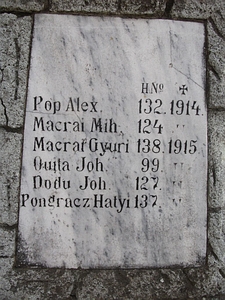 H.No ✝
Pop Alex. 132. 1914.
Macrai Mih. 124 "
Macrai Gyuri 138. 1915.
Quita Joh. 99 "
Dodu Joh. 127. "
Pongracz Hatyi 137. "